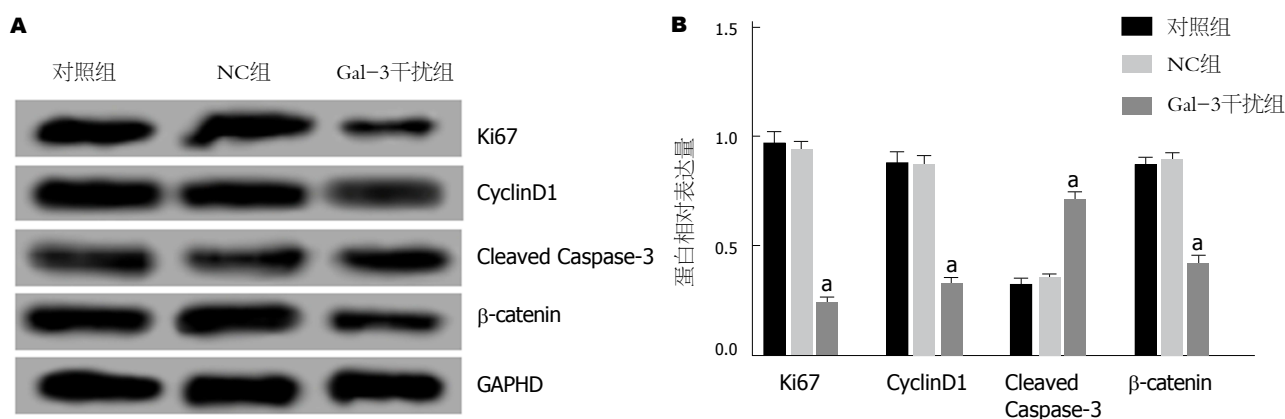 A
对照组 NC组 Gal-3干扰组
Ki67
CyclinD1
Cleaved Caspase-3
β-catenin
GAPHD
B
对照组
NC组
Gal-3干扰组
蛋白相对表达量
1.5
1.0
0.5
0.0
a
a
a
a
Ki67 CyclinD1 Cleaved β-catenin
Caspase-3